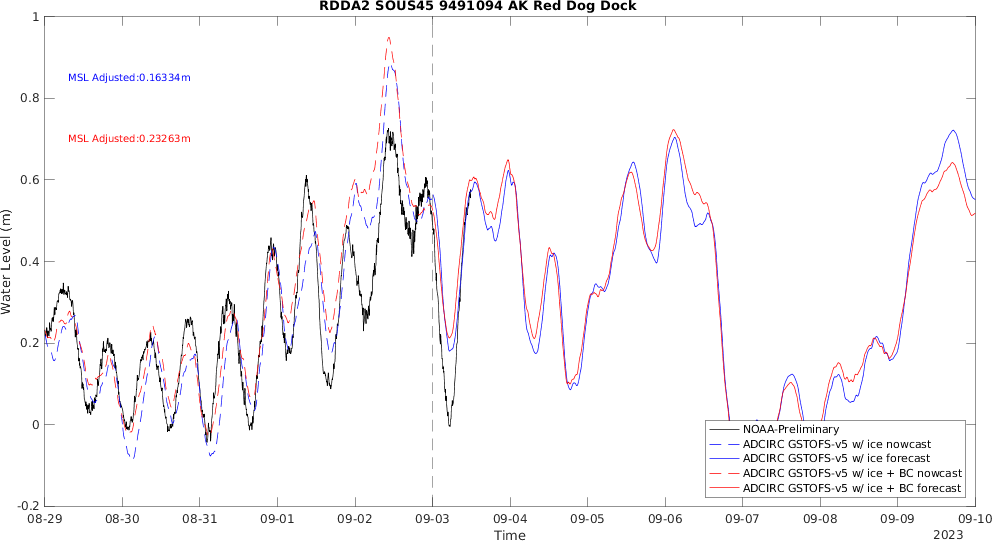 RDDA2 SOUS45 9491094 AK Red Dog Dock
MSL Adjusted:0.16334m
MSL Adjusted:0.23263m
Water Level (m)
1
0.8
0.6
0.4
0.2
0
-0.2
NOAA-Preliminary
ADCIRC GSTOFS-v5 w/ ice nowcast
ADCIRC GSTOFS-v5 w/ ice forecast
ADCIRC GSTOFS-v5 w/ ice + BC nowcast
ADCIRC GSTOFS-v5 w/ ice + BC forecast
08-29 08-30 08-31 09-01 09-02 09-03 09-04 09-05 09-06 09-07 09-08 09-09 09-10
Time
2023